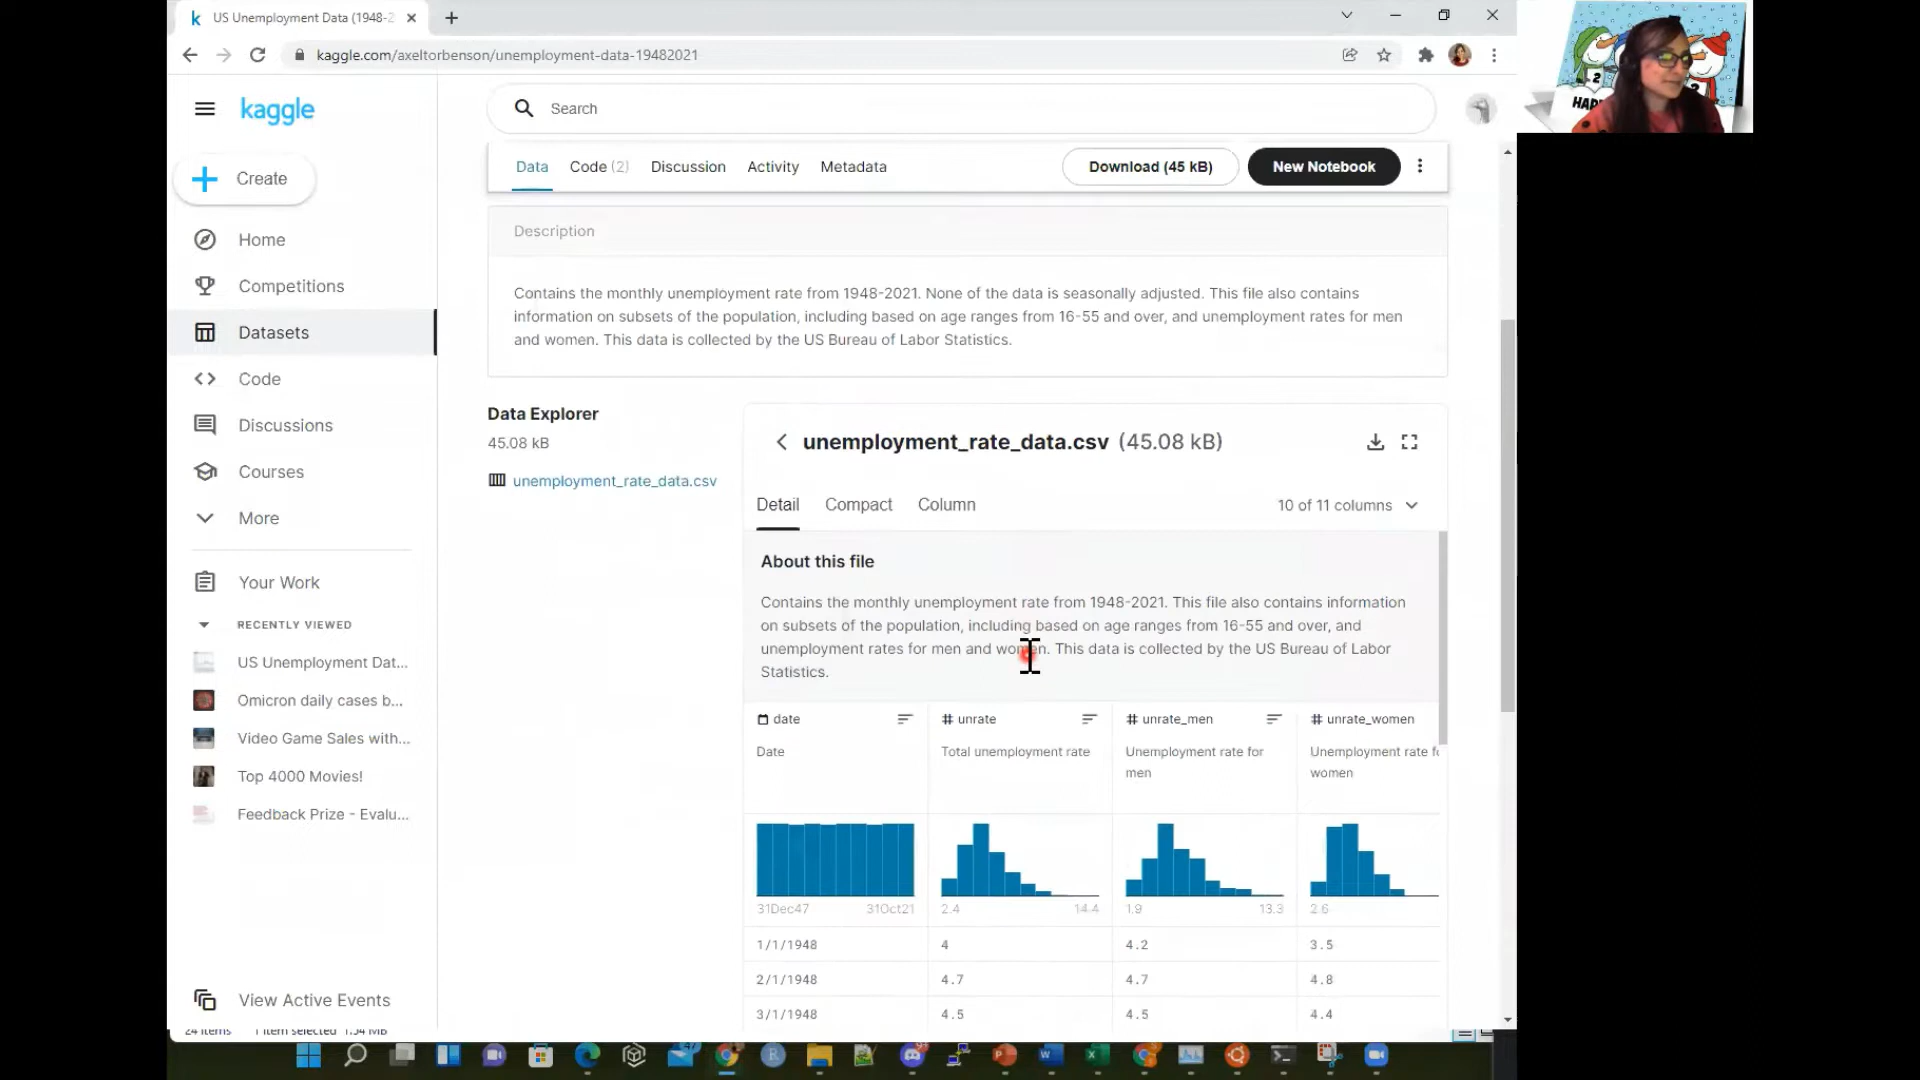 US Unemployment Data (1948-2
kaggle.com/axeltorbenson/unemployment-data-19482021
kaggle
Search
Create
Home
Competitions
Datasets
Code
Discussions
Courses
More
Your Work
RECENTLY VIEWED
US Unemployment Dat...
Omicron daily cases b...
Video Game Sales with...
Top 4000 Movies!
Feedback Prize - Evalu...
View Active Events
Data Code (2) Discussion Activity Metadata
Download (45 kB) New Notebook
Description
Contains the monthly unemployment rate from 1948-2021. None of the data is seasonally adjusted. This file also contains
information on subsets of the population, including based on age ranges from 16-55 and over, and unemployment rates for men
and women. This data is collected by the US Bureau of Labor Statistics.
Data Explorer
45.08 kB
unemployment_rate_data.csv
unemployment_rate_data.csv (45.08 kB)
Detail Compact Column 10 of 11 columns
About this file
Contains the monthly unemployment rate from 1948-2021. This file also contains information
on subsets of the population, including based on age ranges from 16-55 and over, and
unemployment rates for men and women. This data is collected by the US Bureau of Labor
Statistics.
date # unrate # unrate_men # unrate_women
Date Total unemployment rate Unemployment rate for men Unemployment rate fo women
31Dec47 31Oct21 2.4 14.4 1.9 13.3 2.6
1/1/1948 4 4.2 3.5
2/1/1948 4.7 4.7 4.8
3/1/1948 4.5 4.5 4.4
24 items 1 item selected 1.54 MB
HAP